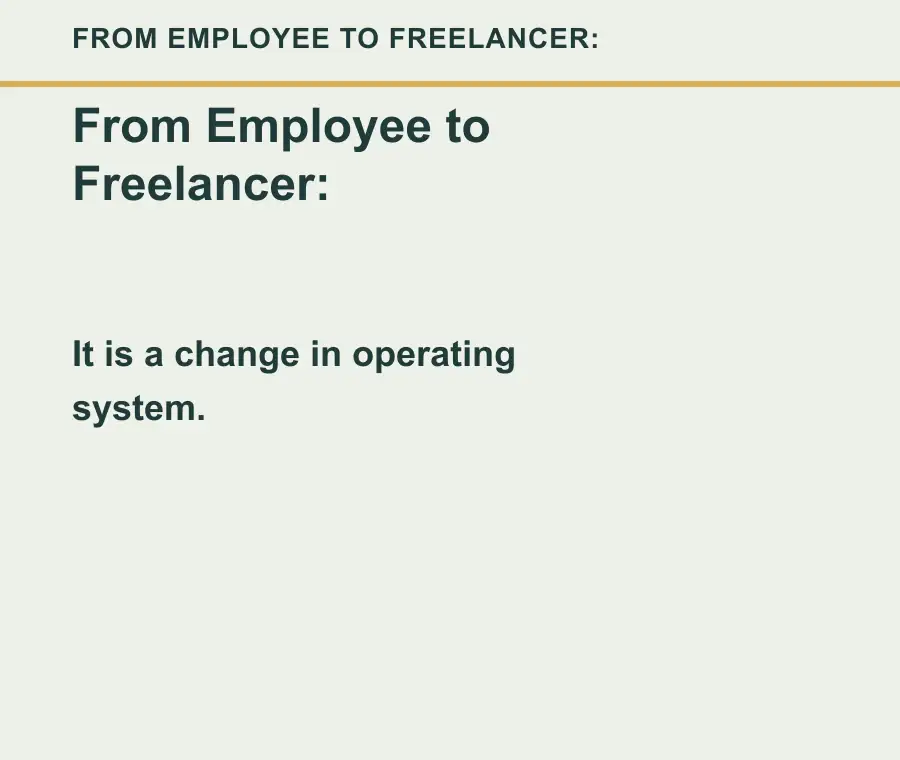 FROM EMPLOYEE TO FREELANCER:
From Employee to
Freelancer:
It is a change in operating
system.